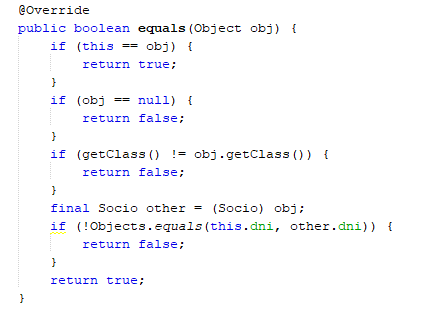 @Override
public boolean equals(Object obj) {
    if (this == obj) {
        return true;
    }
    if (obj == null) {
        return false;
    }
    if (getClass() != obj.getClass()) {
        return false;
    }
    final Socio other = (Socio) obj;
    if (!Objects.equals(this.dni, other.dni)) {
        return false;
    }
    return true;
}